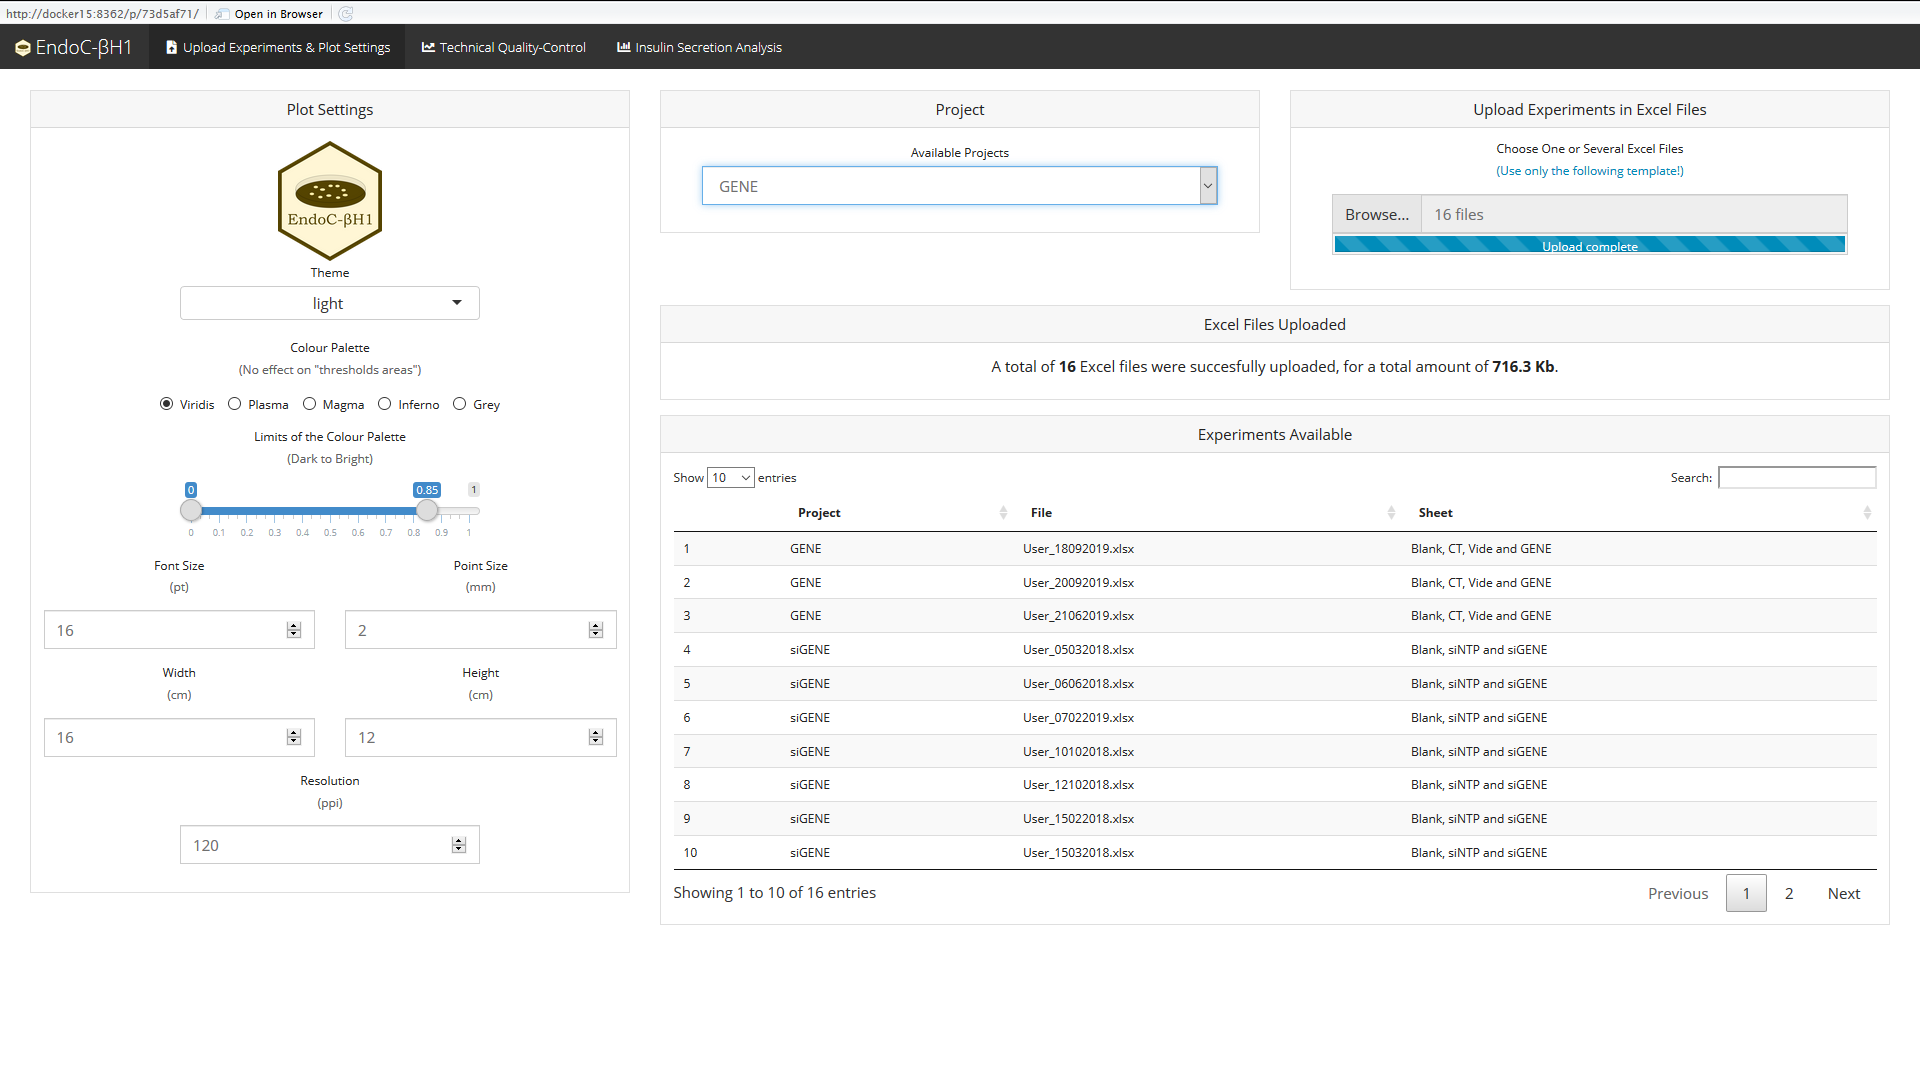 http://docker15:8362/p/73d5af71/ Open in Browser
EndoC-βH1 Upload Experiments & Plot Settings Technical Quality-Control Insulin Secretion Analysis
Plot Settings
EndoC-βH1
Theme
light
Colour Palette
(No effect on "thresholds areas")
Viridis Plasma Magma Inferno Grey
Limits of the Colour Palette
(Dark to Bright)
0 0.85 1
0 0.1 0.2 0.3 0.4 0.5 0.6 0.7 0.8 0.9 1
Font Size Point Size
(pt) (mm)
16 2
Width Height
(cm) (cm)
16 12
Resolution
(ppi)
120
Project
Available Projects
GENE
Upload Experiments in Excel Files
Choose One or Several Excel Files
(Use only the following template!)
Browse... 16 files
Upload complete
Excel Files Uploaded
A total of 16 Excel files were succesfully uploaded, for a total amount of 716.3 Kb.
Experiments Available
Show 10 entries Search:
Project File Sheet
1 GENE User_18092019.xlsx Blank, CT, Vide and GENE
2 GENE User_20092019.xlsx Blank, CT, Vide and GENE
3 GENE User_21062019.xlsx Blank, CT, Vide and GENE
4 siGENE User_05032018.xlsx Blank, siNTP and siGENE
5 siGENE User_06062018.xlsx Blank, siNTP and siGENE
6 siGENE User_07022019.xlsx Blank, siNTP and siGENE
7 siGENE User_10102018.xlsx Blank, siNTP and siGENE
8 siGENE User_12102018.xlsx Blank, siNTP and siGENE
9 siGENE User_15022018.xlsx Blank, siNTP and siGENE
10 siGENE User_15032018.xlsx Blank, siNTP and siGENE
Showing 1 to 10 of 16 entries Previous 1 2 Next